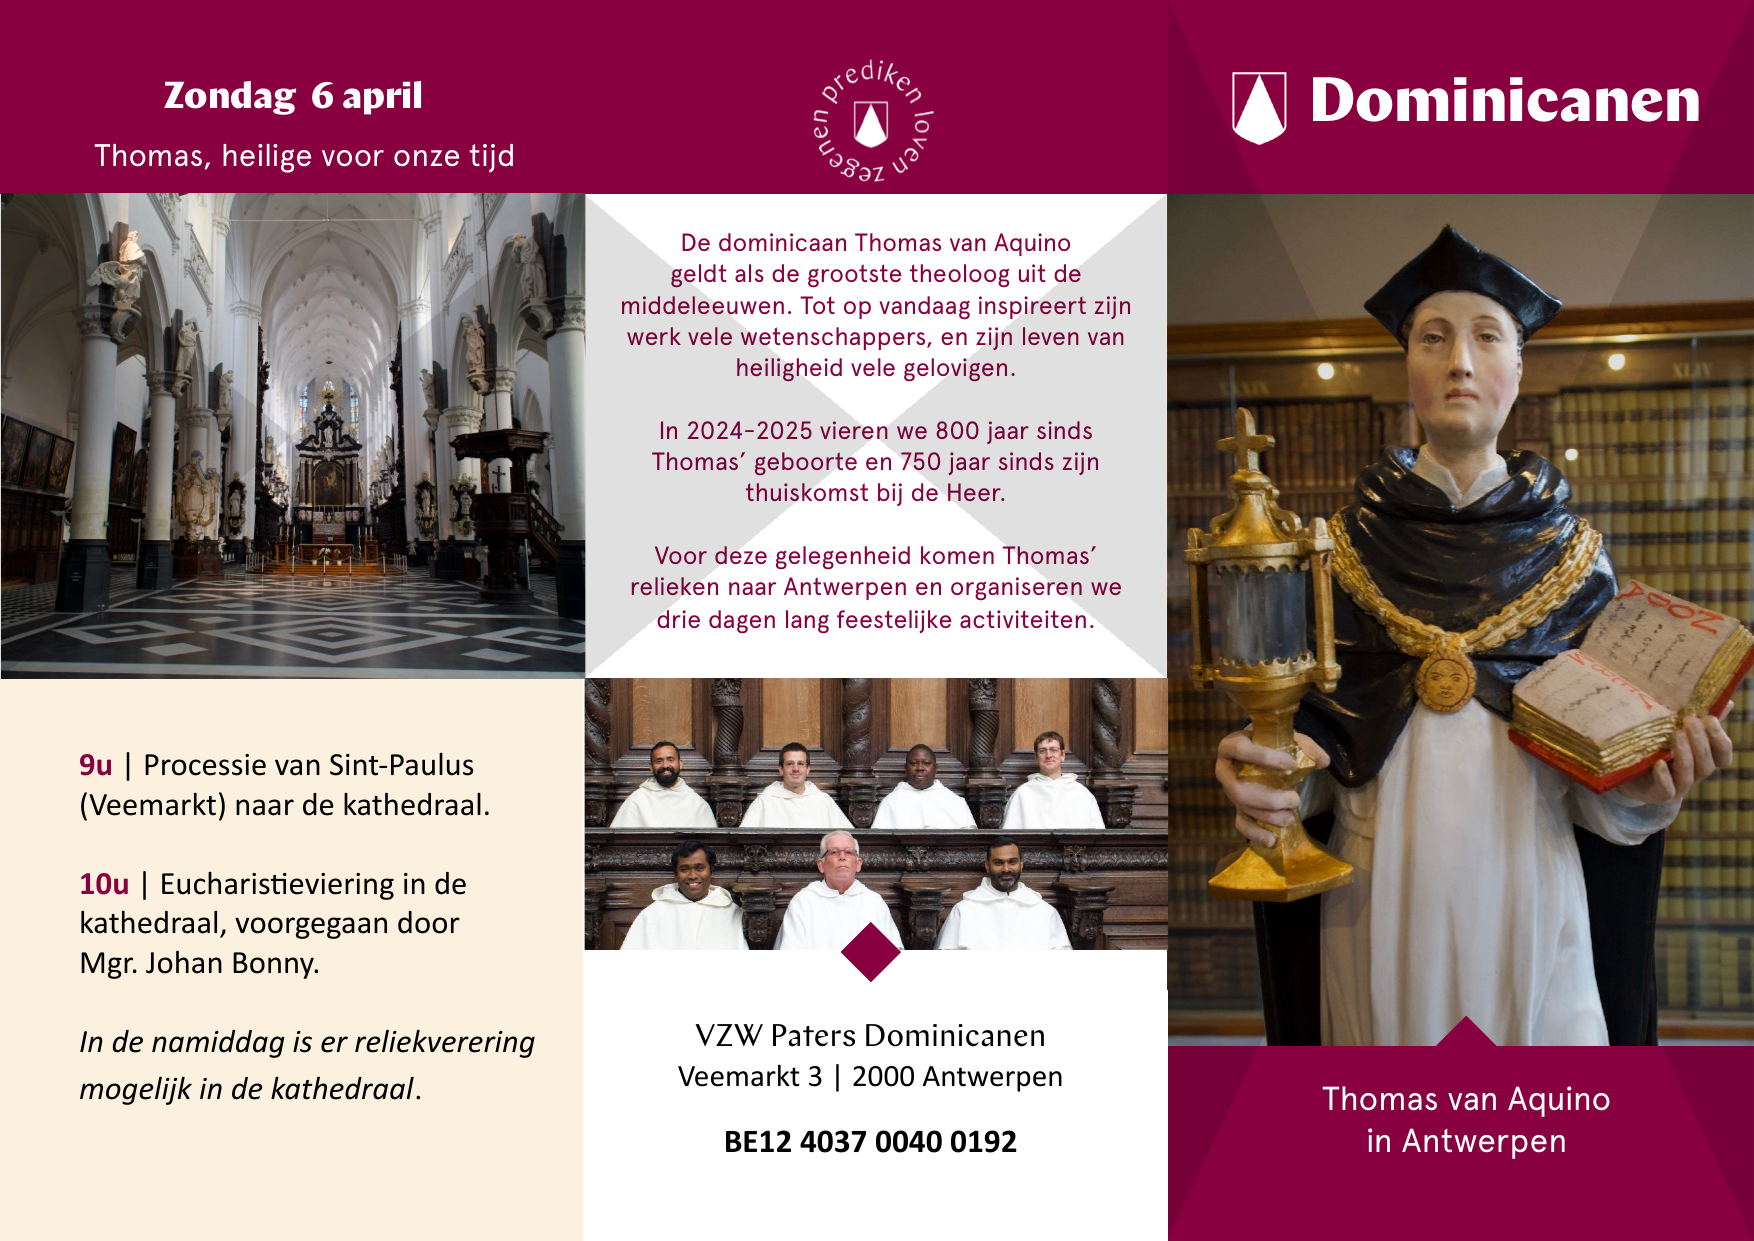 Zondag 6 april
Thomas, heilige voor onze tijd
9u | Processie van Sint-Paulus
(Veemarkt) naar de kathedraal.
10u | Eucharistieviering in de
kathedraal, voorgegaan door
Mgr. Johan Bonny.
In de namiddag is er reliekverering
mogelijk in de kathedraal.
zegenen prediken loven
De dominicaan Thomas van Aquino
geldt als de grootste theoloog uit de
middeleeuwen. Tot op vandaag inspireert zijn
werk vele wetenschappers, en zijn leven van
heiligheid vele gelovigen.
In 2024-2025 vieren we 800 jaar sinds
Thomas’ geboorte en 750 jaar sinds zijn
thuiskomst bij de Heer.
Voor deze gelegenheid komen Thomas’
relieken naar Antwerpen en organiseren we
drie dagen lang feestelijke activiteiten.
VZW Paters Dominicanen
Veemarkt 3 | 2000 Antwerpen
BE12 4037 0040 0192
Dominicanen
XLIV
Thomas van Aquino
in Antwerpen